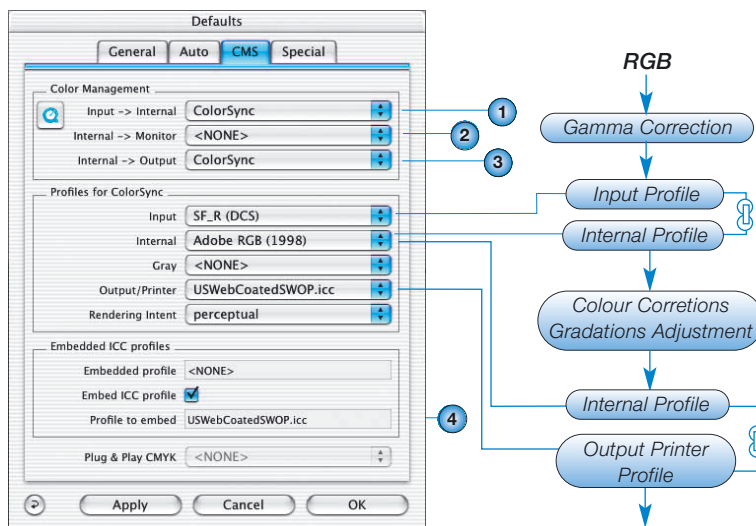 Defaults
General Auto CMS Special
Color Management
Input -> Internal ColorSync
Internal -> Monitor <NONE>
Internal -> Output ColorSync
1
2
3
Profiles for ColorSync
Input SF_R (DCS)
Internal Adobe RGB (1998)
Gray <NONE>
Output/Printer USWebCoatedSWOP.icc
Rendering Intent perceptual
Embedded ICC profiles
Embedded profile <NONE>
Embed ICC profile
Profile to embed USWebCoatedSWOP.icc
4
Plug & Play CMYK <NONE>
Apply Cancel OK
RGB
Gamma Correction
Input Profile
Internal Profile
Colour Corretions
Gradations Adjustment
Internal Profile
Output Printer
Profile